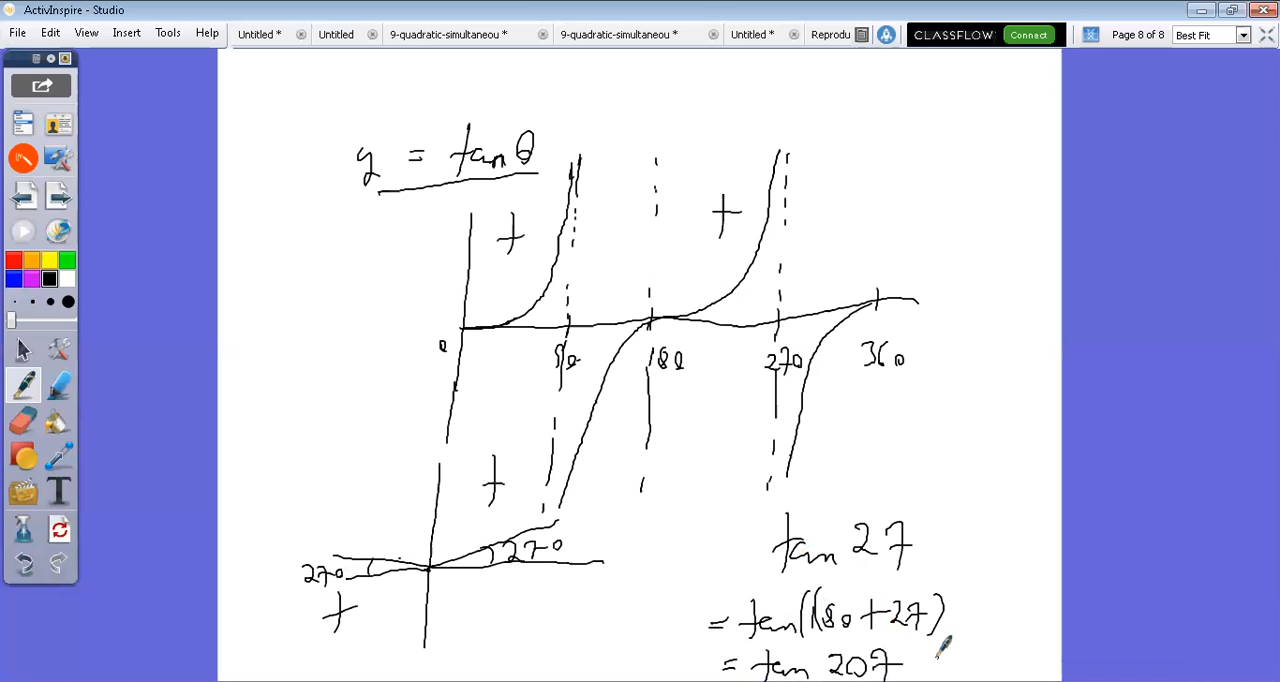 ActivInspire - Studio
File Edit View Insert Tools Help
Untitled * Untitled 9-quadratic-simultaneou * 9-quadratic-simultaneou * Untitled * Reprodu CLASSFLOW Connect Page 8 of 8 Best Fit
y = tan θ
+ +
0 90 180 270 360
+
27°
27°
+
tan 27
= tan(180+27)
= tan 207